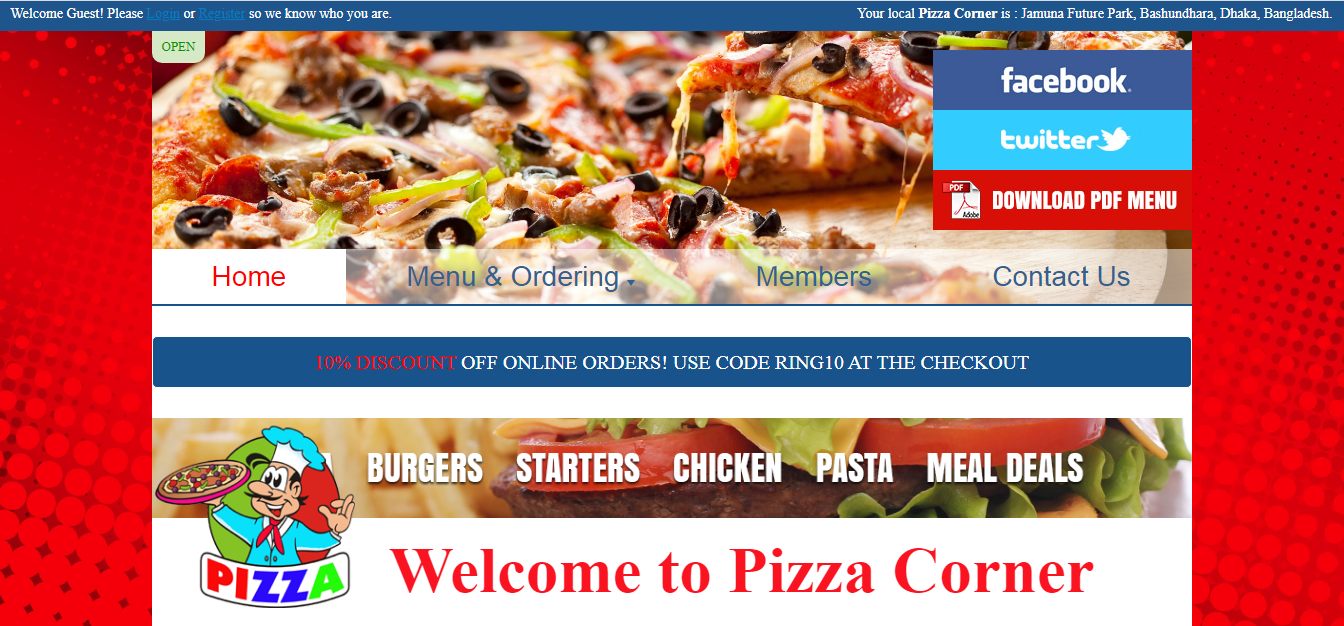 Welcome Guest! Please Login or Register so we know who you are.
Your local Pizza Corner is : Jamuna Future Park, Bashundhara, Dhaka, Bangladesh.
OPEN
facebook.
twitter
PDF
Adobe
DOWNLOAD PDF MENU
Home
Menu & Ordering
Members
Contact Us
10% DISCOUNT OFF ONLINE ORDERS! USE CODE RING10 AT THE CHECKOUT
BURGERS STARTERS CHICKEN PASTA MEAL DEALS
PIZZA
Welcome to Pizza Corner